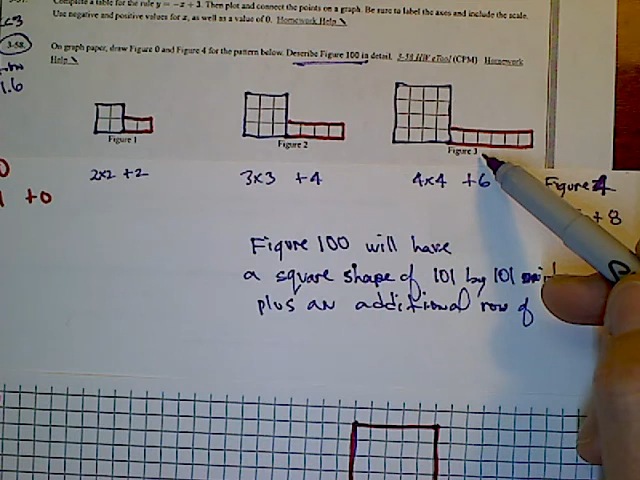 table for the rule y = -x + 3. Then plot and connect the points on a graph. Be sure to label the axes and include the scale.
Use negative and positive values for x, as well as a value of 0. Homework Help
3-58.
On graph paper, draw Figure 0 and Figure 4 for the pattern below. Describe Figure 100 in detail. 3-58 HW eTool (CPM) Homework
Help
1.6
Figure 1
Figure 2
Figure 3
2x2 +2
3x3 +4
4x4 +6
Figure 4
+ 8
+0
Figure 100 will have
a square shape of 101 by 101
plus an additional row of